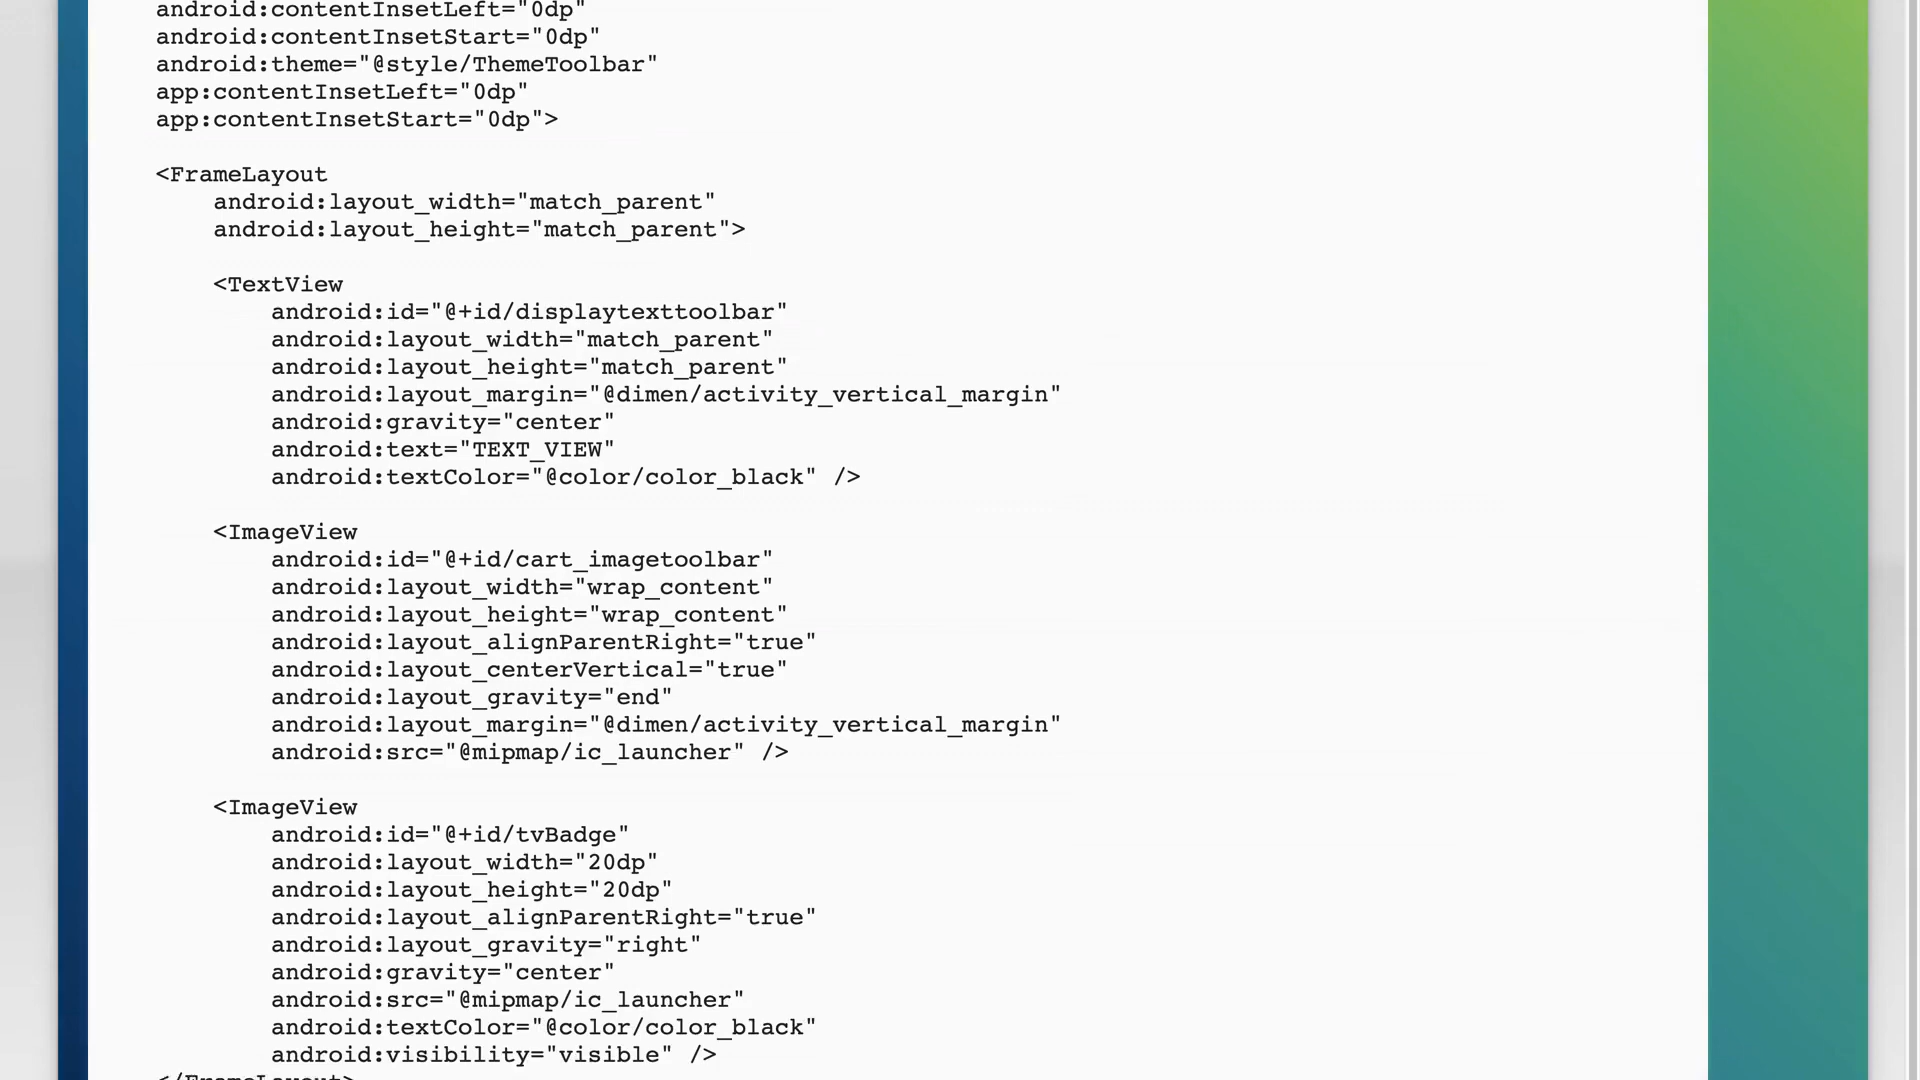 android:contentInsetLeft="0dp"
android:contentInsetStart="0dp"
android:theme="@style/ThemeToolbar"
app:contentInsetLeft="0dp"
app:contentInsetStart="0dp">
<FrameLayout
android:layout_width="match_parent"
android:layout_height="match_parent">
<TextView
android:id="@+id/displaytexttoolbar"
android:layout_width="match_parent"
android:layout_height="match_parent"
android:layout_margin="@dimen/activity_vertical_margin"
android:gravity="center"
android:text="TEXT_VIEW"
android:textColor="@color/color_black" />
<ImageView
android:id="@+id/cart_imagetoolbar"
android:layout_width="wrap_content"
android:layout_height="wrap_content"
android:layout_alignParentRight="true"
android:layout_centerVertical="true"
android:layout_gravity="end"
android:layout_margin="@dimen/activity_vertical_margin"
android:src="@mipmap/ic_launcher" />
<ImageView
android:id="@+id/tvBadge"
android:layout_width="20dp"
android:layout_height="20dp"
android:layout_alignParentRight="true"
android:layout_gravity="right"
android:gravity="center"
android:src="@mipmap/ic_launcher"
android:textColor="@color/color_black"
android:visibility="visible" />
</FrameLayout>